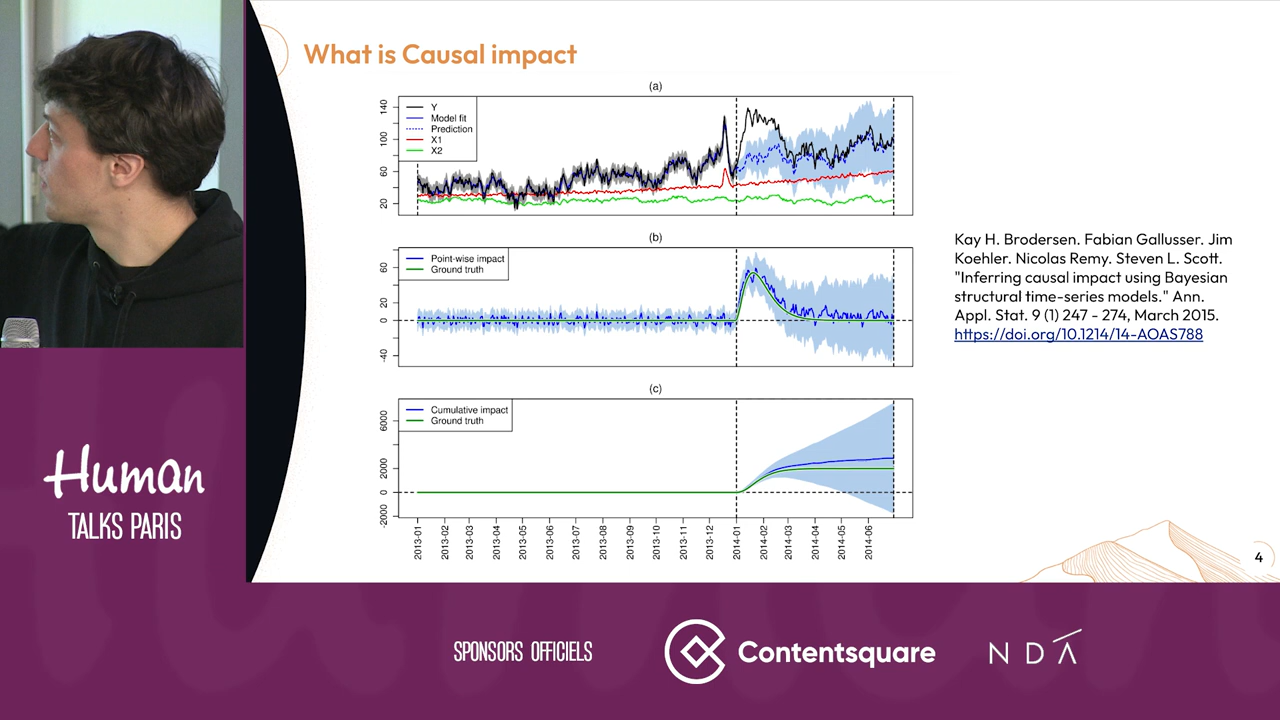 What is Causal impact
(a)
140
100
60
20
Y
Model fit
Prediction
X1
X2
(b)
60
20
0
-40
Point-wise impact
Ground truth
(c)
6000
2000
0
2000
Cumulative impact
Ground truth
2013-01
2013-02
2013-03
2013-04
2013-05
2013-06
2013-07
2013-08
2013-09
2013-10
2013-11
2013-12
2014-01
2014-02
2014-03
2014-04
2014-05
2014-06
Kay H. Brodersen. Fabian Gallusser. Jim
Koehler. Nicolas Remy. Steven L. Scott.
"Inferring causal impact using Bayesian
structural time-series models." Ann.
Appl. Stat. 9 (1) 247 - 274, March 2015.
https://doi.org/10.1214/14-AOAS788
4
Human
TALKS PARIS
SPONSORS OFFICIELS
Contentsquare
NDA